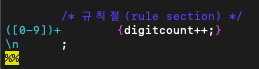 /* 규칙절 (rule section) */
([0-9])+ {digitcount++;}
\n ;
%%